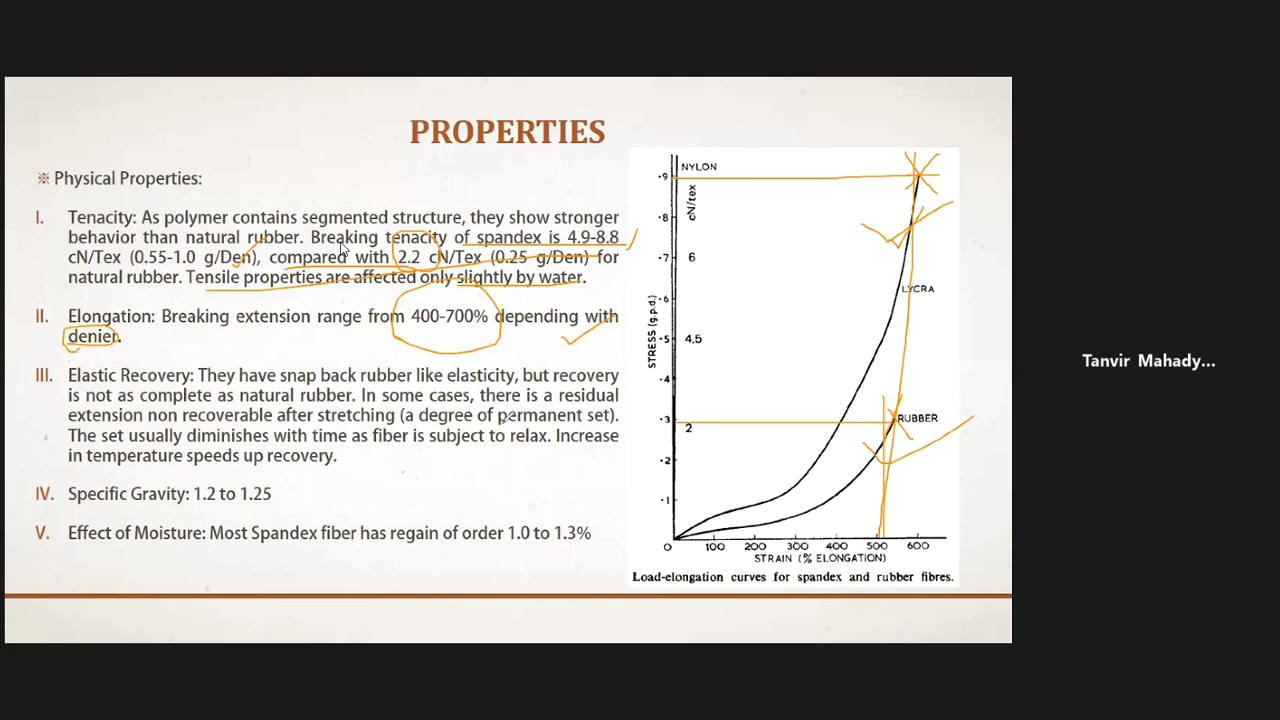 PROPERTIES
※ Physical Properties:
I. Tenacity: As polymer contains segmented structure, they show stronger
behavior than natural rubber. Breaking tenacity of spandex is 4.9-8.8
cN/Tex (0.55-1.0 g/Den), compared with 2.2 cN/Tex (0.25 g/Den) for
natural rubber. Tensile properties are affected only slightly by water.
II. Elongation: Breaking extension range from 400-700% depending with
denier.
III. Elastic Recovery: They have snap back rubber like elasticity, but recovery
is not as complete as natural rubber. In some cases, there is a residual
extension non recoverable after stretching (a degree of permanent set).
The set usually diminishes with time as fiber is subject to relax. Increase
in temperature speeds up recovery.
IV. Specific Gravity: 1.2 to 1.25
V. Effect of Moisture: Most Spandex fiber has regain of order 1.0 to 1.3%
NYLON
·9
cN/tex
·8
·7
6
·6
LYCRA
STRESS (g.p.d.)
·5
4.5
·4
·3
2
RUBBER
·2
·1
0 100 200 300 400 500 600
STRAIN (% ELONGATION)
Load-elongation curves for spandex and rubber fibres.
Tanvir Mahady...